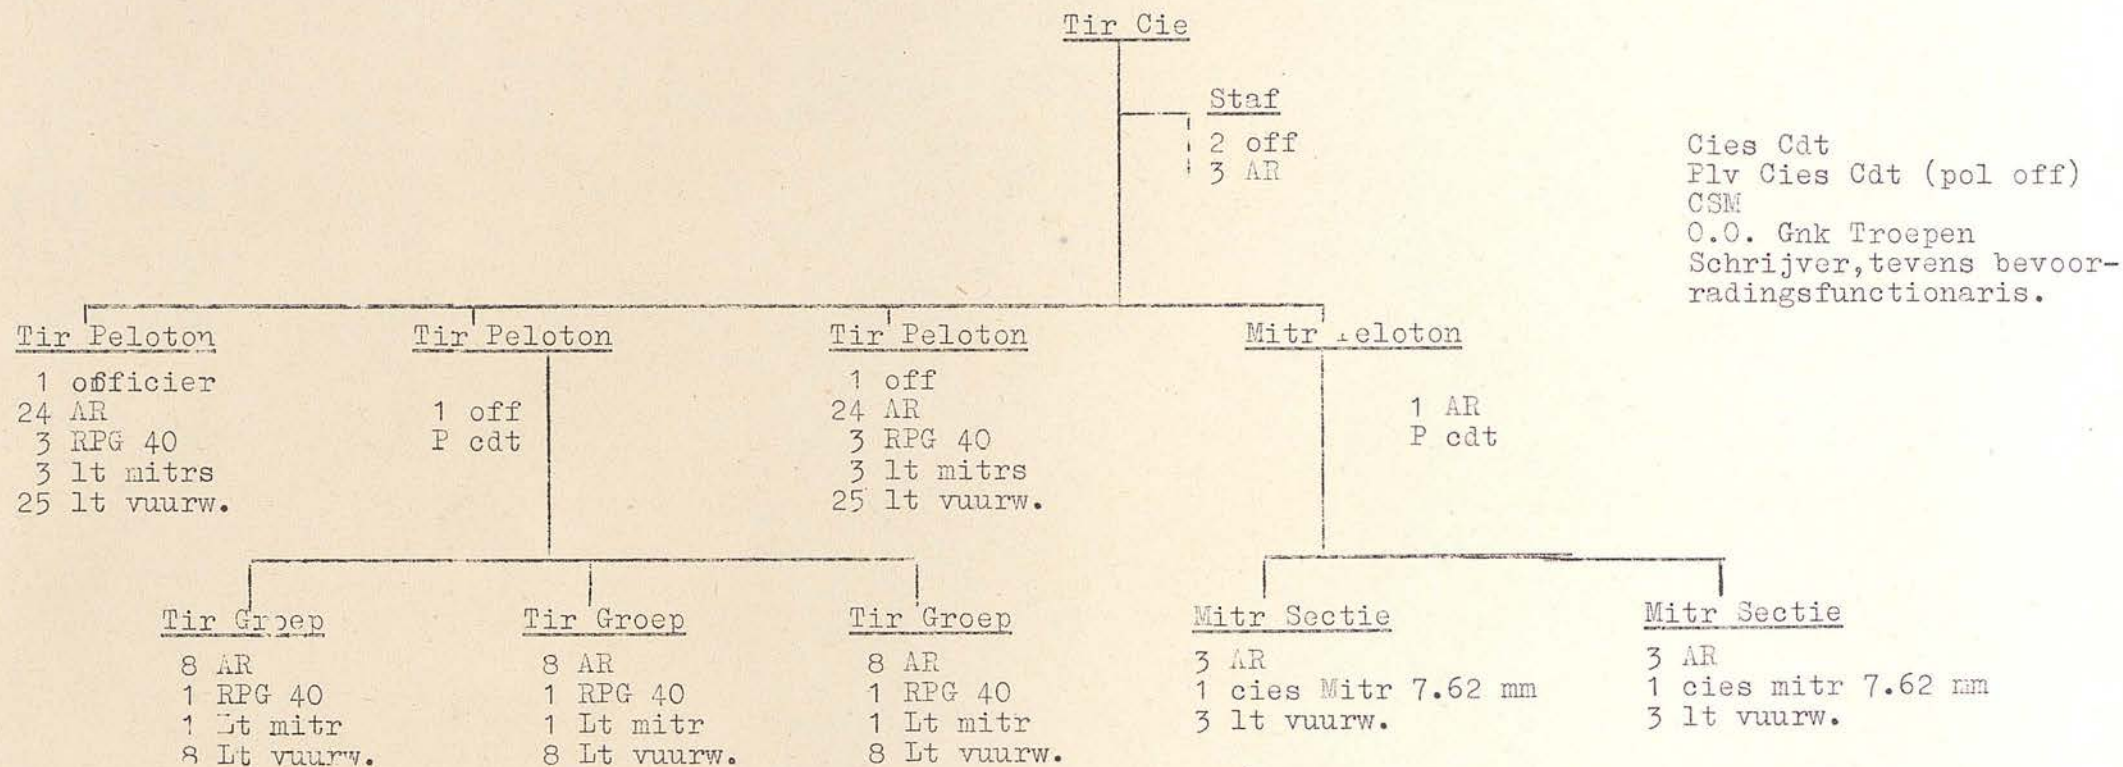 Tir Cie
Staf
2 off
3 AR
Cies Cdt
Plv Cies Cdt (pol off)
CSM
O.O. Gnk Troepen
Schrijver,tevens bevoor-
radingsfunctionaris.
Tir Peloton
1 officier
24 AR
3 RPG 40
3 lt mitrs
25 lt vuurw.
Tir Peloton
1 off
P cdt
Tir Peloton
1 off
24 AR
3 RPG 40
3 lt mitrs
25 lt vuurw.
Mitr Peloton
1 AR
P cdt
Tir Groep
8 AR
1 RPG 40
1 Lt mitr
8 Lt vuurw.
Tir Groep
8 AR
1 RPG 40
1 Lt mitr
8 Lt vuurw.
Tir Groep
8 AR
1 RPG 40
1 Lt mitr
8 Lt vuurw.
Mitr Sectie
3 AR
1 cies Mitr 7.62 mm
3 lt vuurw.
Mitr Sectie
3 AR
1 cies mitr 7.62 mm
3 lt vuurw.